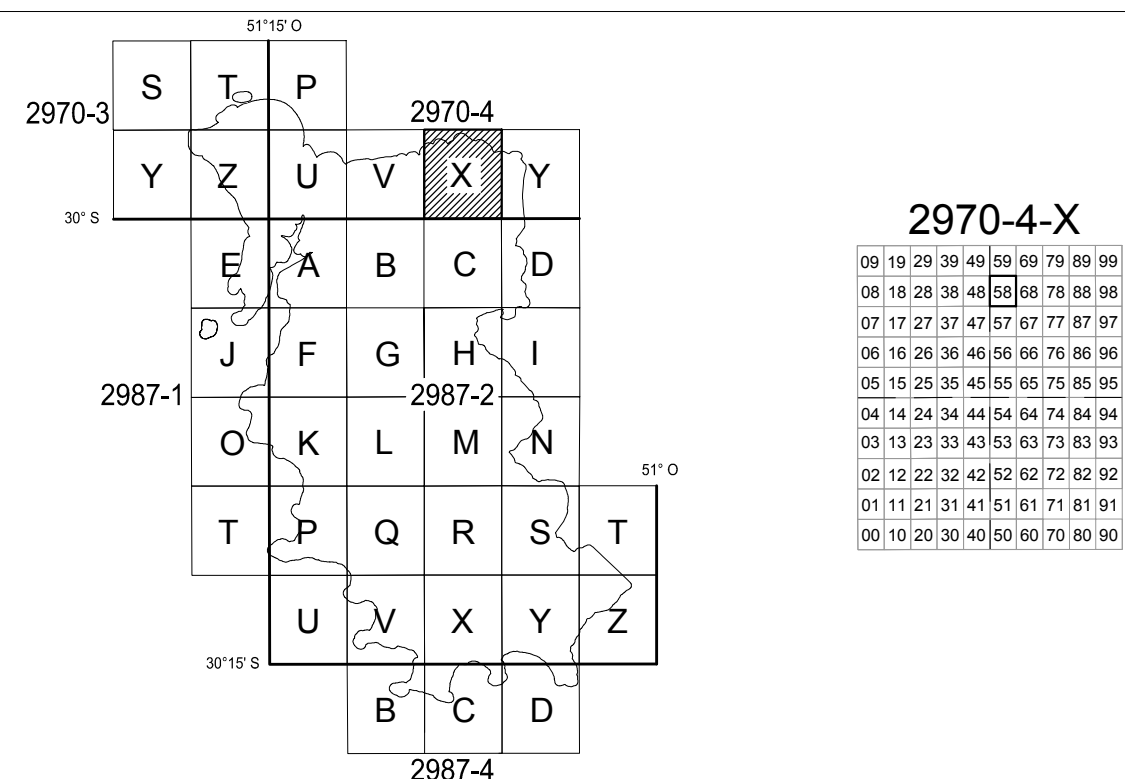 51°15' O
S T P
2970-3 2970-4
Y Z U V X Y
30° S
E A B C D
J F G H I
2987-1 2987-2
O K L M N
51° O
T P Q R S T
U V X Y Z
30°15' S
B C D
2987-4
2970-4-X
09 19 29 39 49 59 69 79 89 99
08 18 28 38 48 58 68 78 88 98
07 17 27 37 47 57 67 77 87 97
06 16 26 36 46 56 66 76 86 96
05 15 25 35 45 55 65 75 85 95
04 14 24 34 44 54 64 74 84 94
03 13 23 33 43 53 63 73 83 93
02 12 22 32 42 52 62 72 82 92
01 11 21 31 41 51 61 71 81 91
00 10 20 30 40 50 60 70 80 90